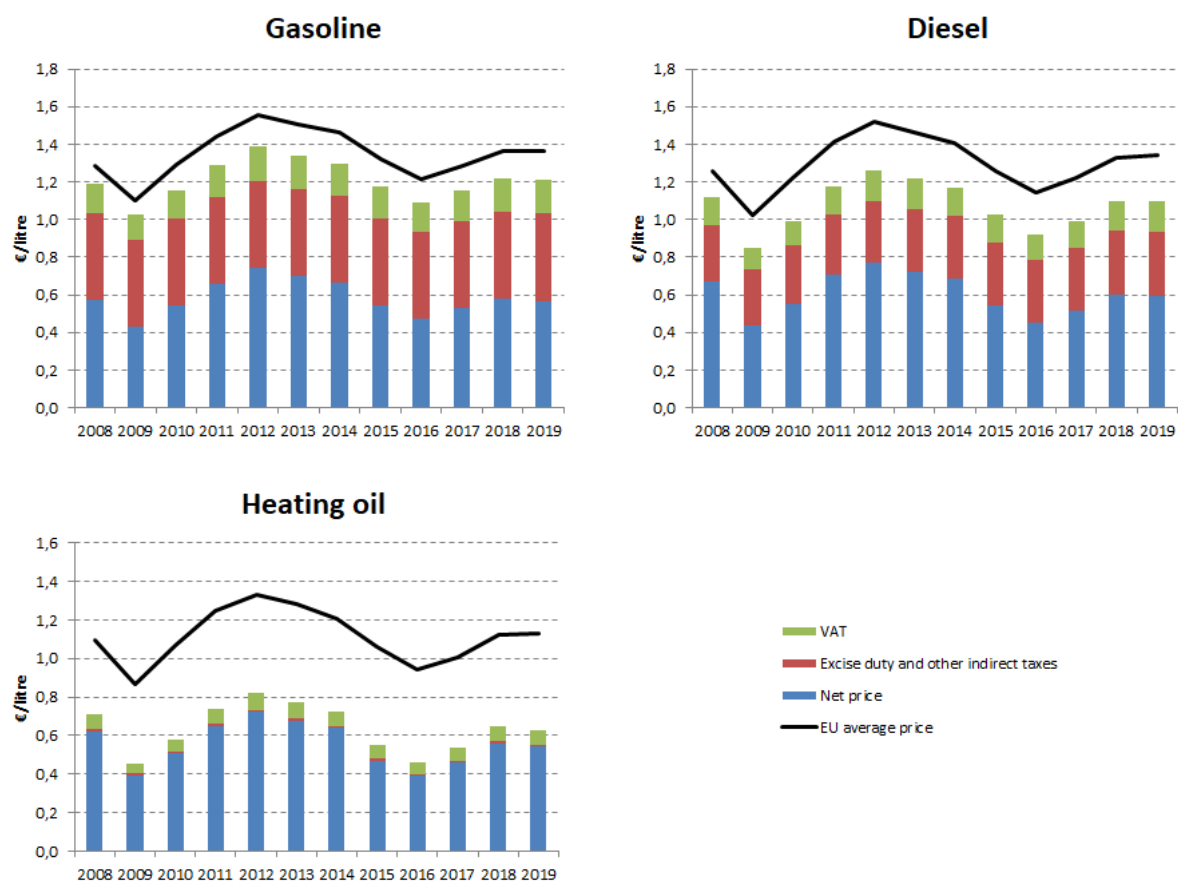 Gasoline
1,8
1,6
1,4
1,2
1,0
0,8
0,6
0,4
0,2
0,0
€/litre
2008 2009 2010 2011 2012 2013 2014 2015 2016 2017 2018 2019
Diesel
1,8
1,6
1,4
1,2
1,0
0,8
0,6
0,4
0,2
0,0
€/litre
2008 2009 2010 2011 2012 2013 2014 2015 2016 2017 2018 2019
Heating oil
1,6
1,4
1,2
1,0
0,8
0,6
0,4
0,2
0,0
€/litre
2008 2009 2010 2011 2012 2013 2014 2015 2016 2017 2018 2019
VAT
Excise duty and other indirect taxes
Net price
EU average price